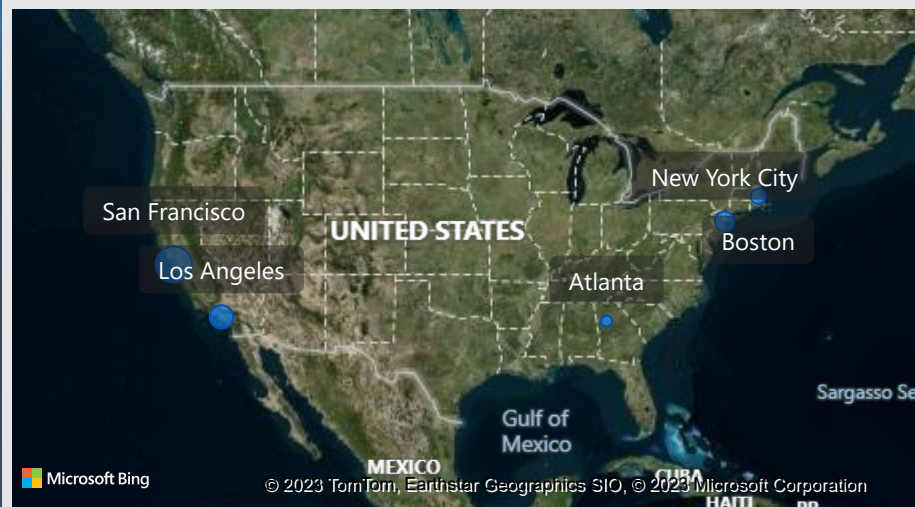 New York City
San Francisco
UNITED STATES
Boston
Los Angeles
Atlanta
Sargasso Se
Gulf of
Mexico
MEXICO
CUBA
Microsoft Bing
© 2023 TomTom, Earthstar Geographics SIO, © 2023 Microsoft Corporation
HAITI
PR